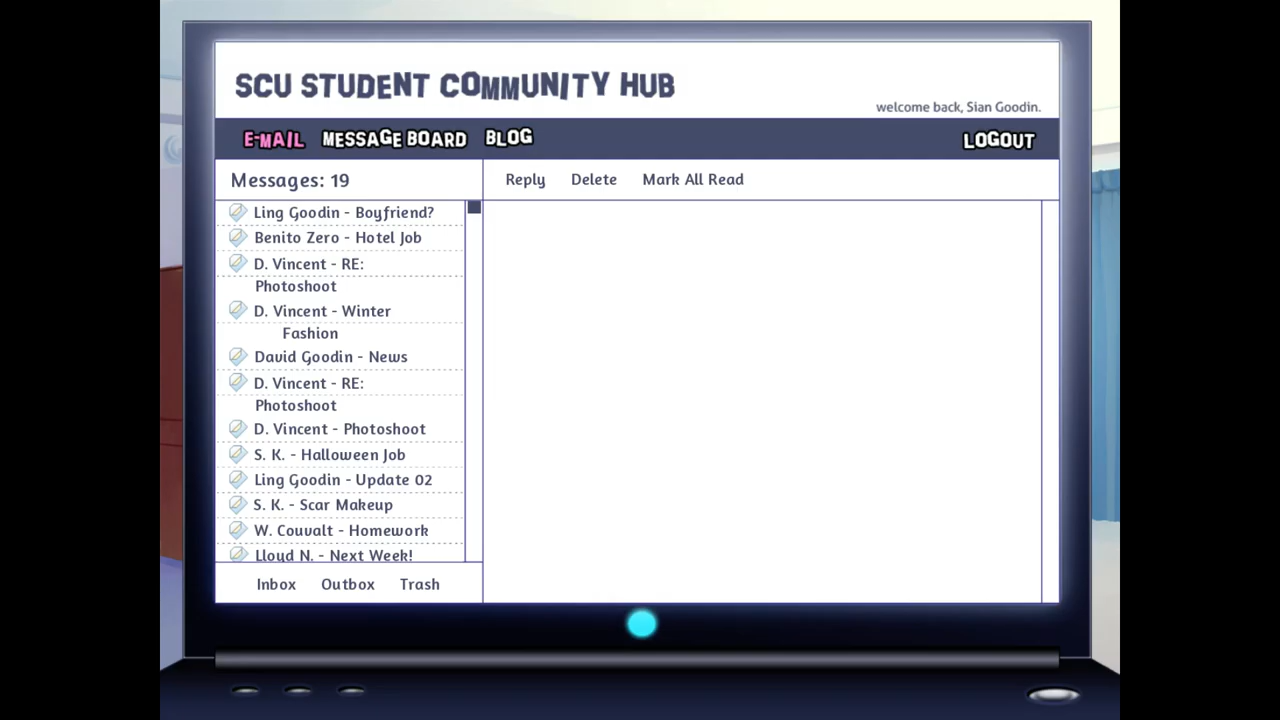 SCU STUDENT COMMUNITY HUB
welcome back, Sian Goodin.
E-MAIL MESSAGE BOARD BLOG LOGOUT
Messages: 19
Reply Delete Mark All Read
Ling Goodin - Boyfriend?
Benito Zero - Hotel Job
D. Vincent - RE:
Photoshoot
D. Vincent - Winter
Fashion
David Goodin - News
D. Vincent - RE:
Photoshoot
D. Vincent - Photoshoot
S. K. - Halloween Job
Ling Goodin - Update 02
S. K. - Scar Makeup
W. Couvalt - Homework
Lloyd N. - Next Week!
Inbox Outbox Trash